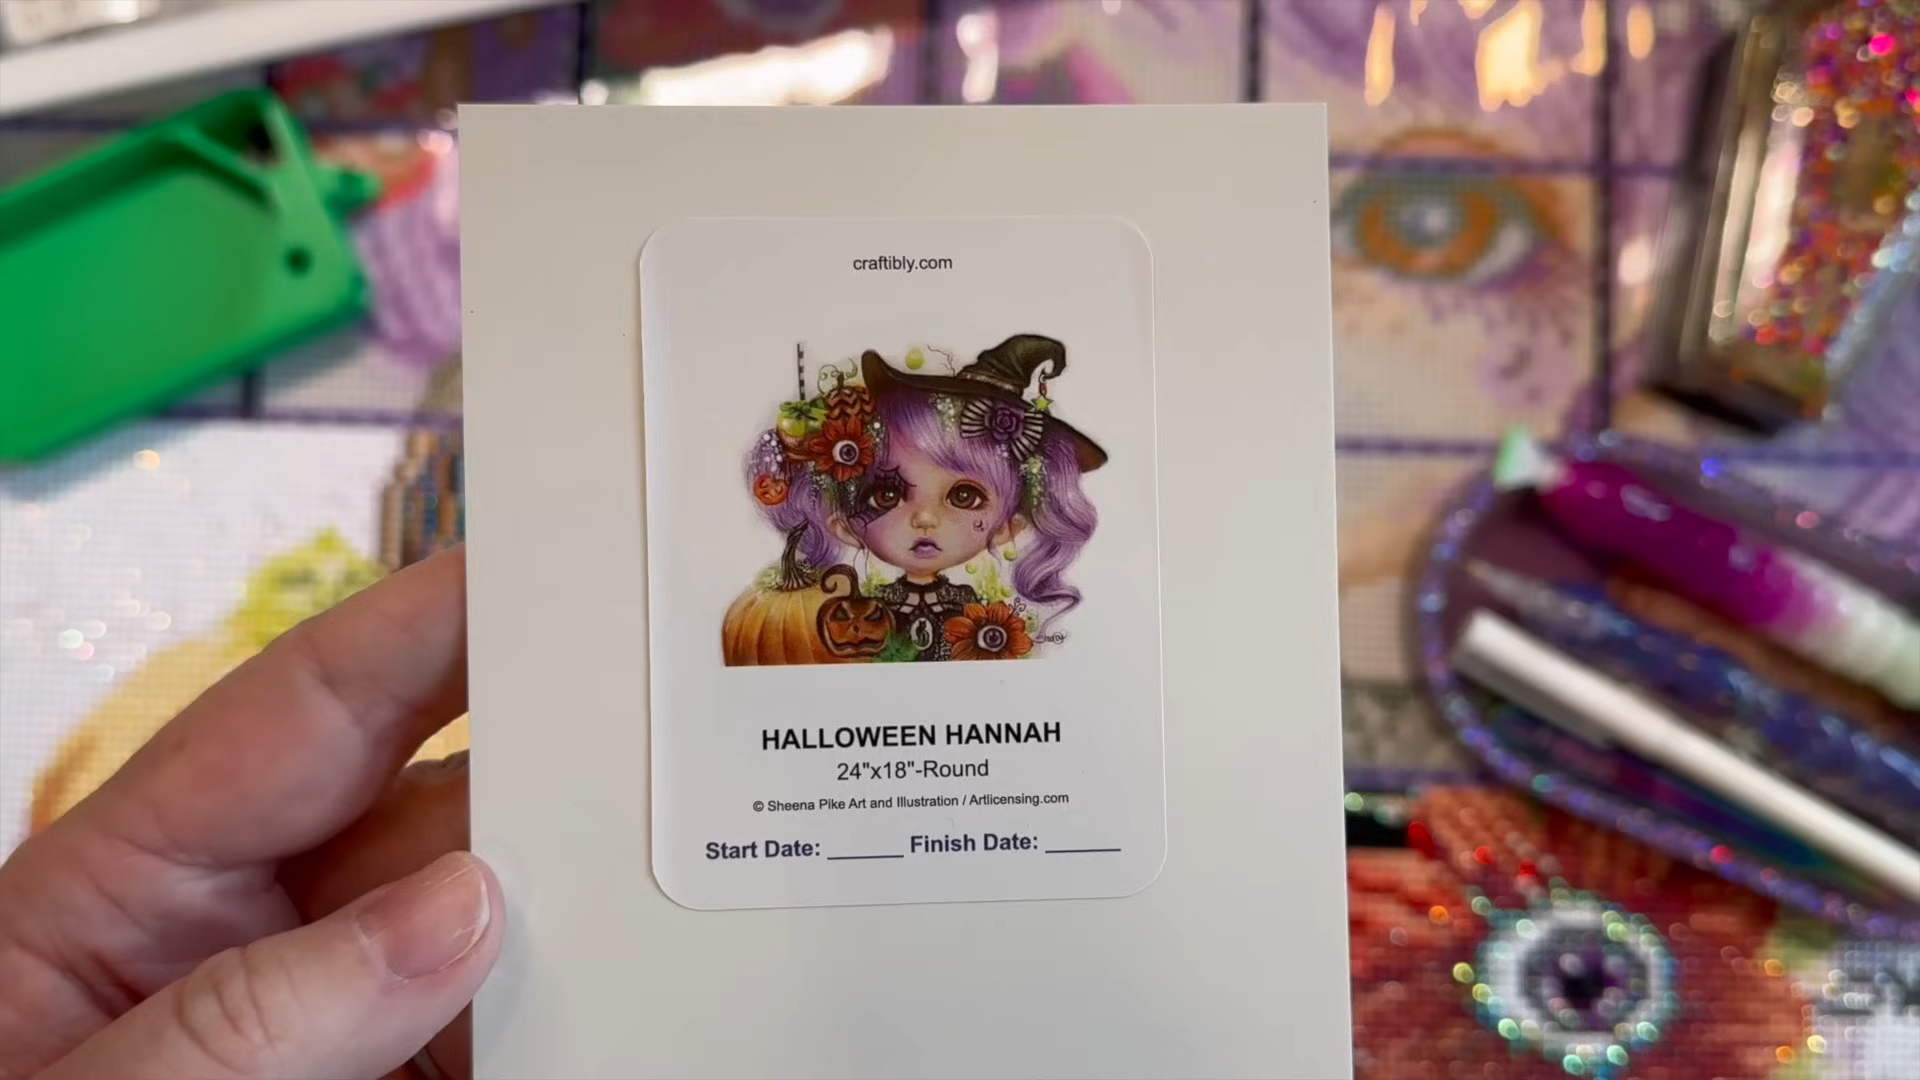 craftibly.com
HALLOWEEN HANNAH
24"x18"-Round
© Sheena Pike Art and Illustration / Artlicensing.com
Start Date: ______ Finish Date: ______